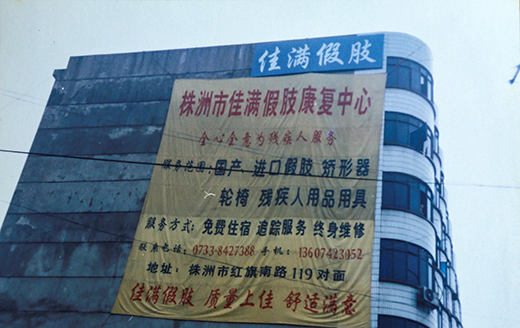 佳满假肢
株洲市佳满假肢康复中心
全心全意为残疾人服务
服务范围:国产、进口假肢 矫形器
轮椅 残疾人用品用具
服务方式:免费住宿 追踪服务 终身维修
联系电话:0733-8427388 手机:13607423052
地址:株洲市红旗南路119对面
佳满假肢 质量上佳 舒适满意